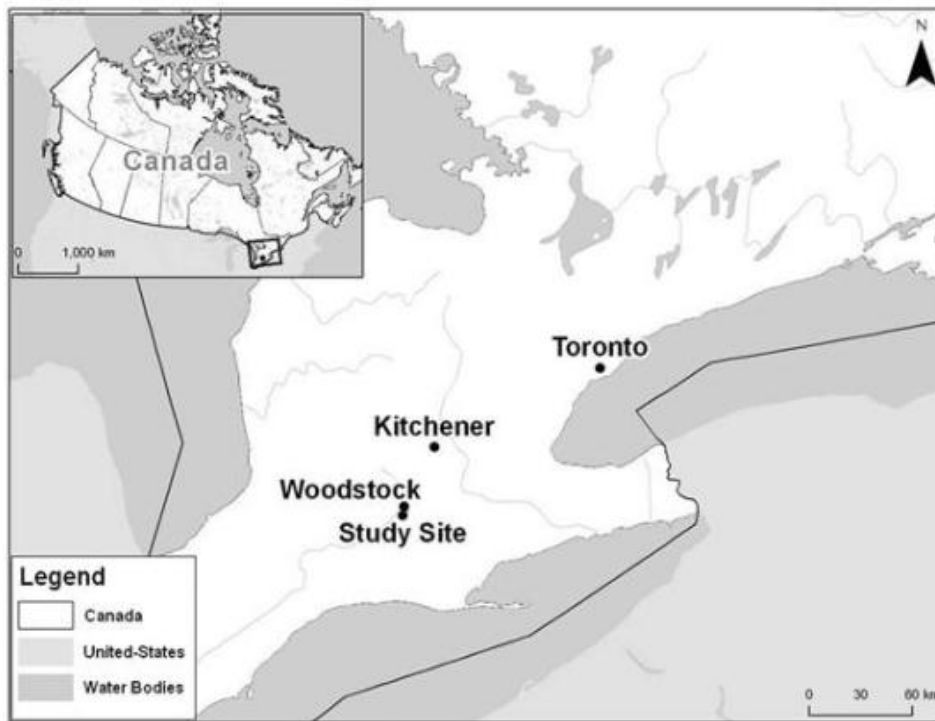 N
Canada
0 1,000 km
Toronto
Kitchener
Woodstock
Study Site
Legend
Canada
United-States
Water Bodies
0 30 60 km